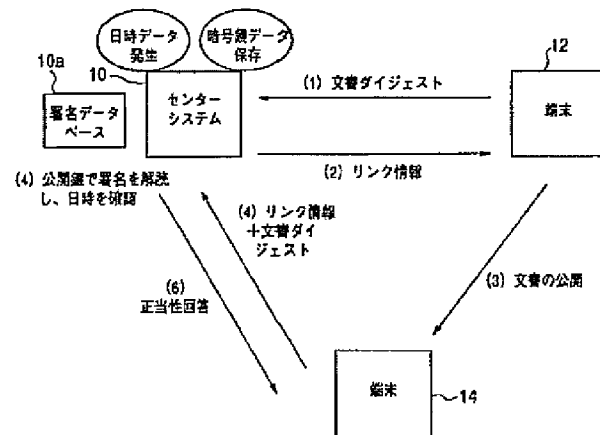 日時データ
発生
暗号鍵データ
保存
10a
10
12
署名データ
ベース
センター
システム
(1) 文書ダイジェスト
端末
(2) リンク情報
(4) 公開鍵で署名を解読
し、日時を確認
(4) リンク情報
+文書ダイ
ジェスト
(3) 文書の公開
(6)
正当性回答
端末
14